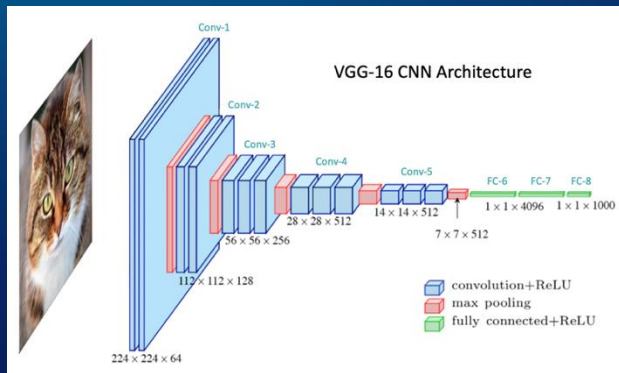 VGG-16 CNN Architecture
Conv-1
Conv-2
Conv-3
Conv-4
Conv-5
FC-6
FC-7
FC-8
224 × 224 × 64
112 × 112 × 128
56 × 56 × 256
28 × 28 × 512
14 × 14 × 512
7 × 7 × 512
1 × 1 × 4096
1 × 1 × 1000
convolution+ReLU
max pooling
fully connected+ReLU